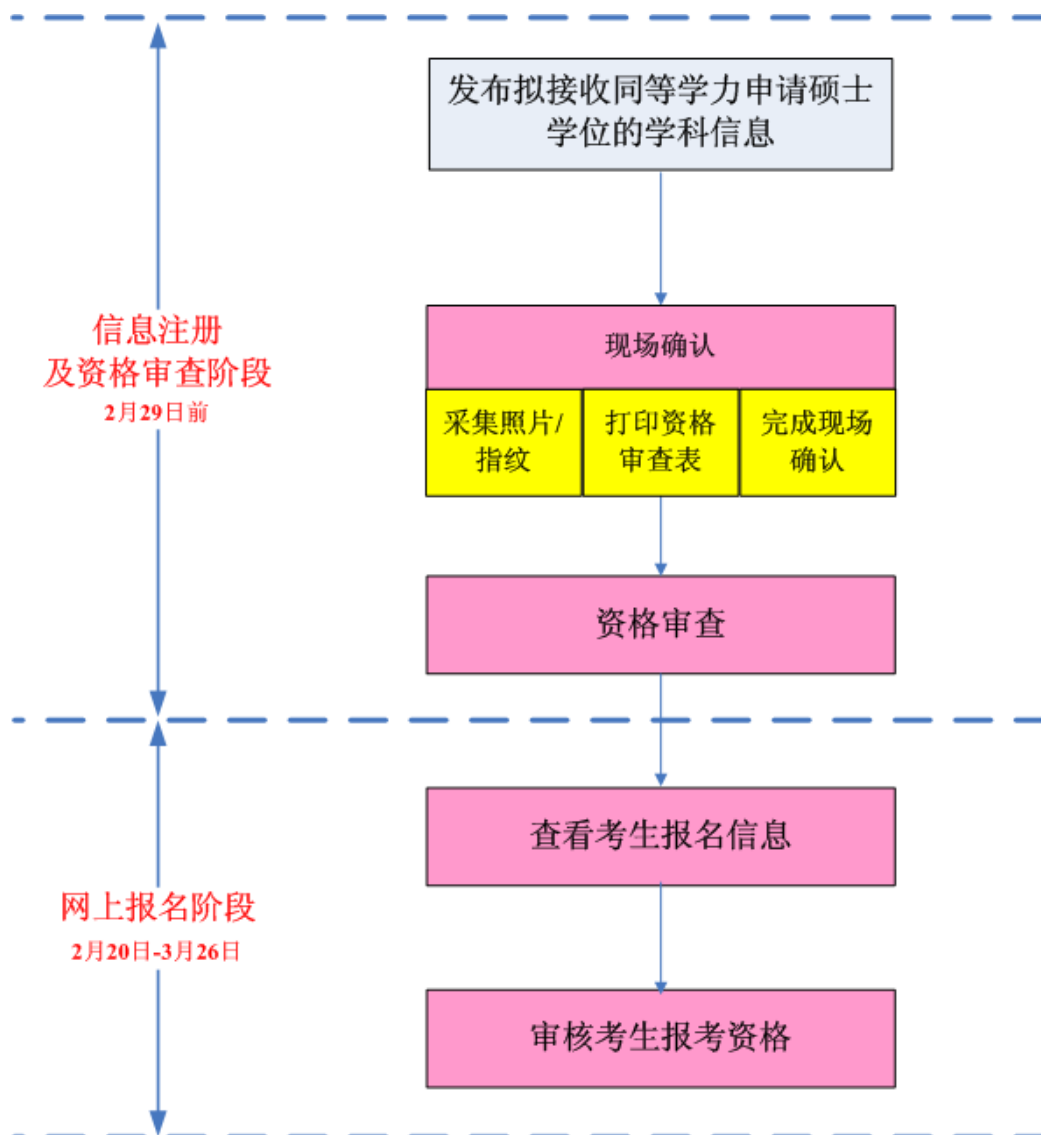 发布拟接收同等学力申请硕士
学位的学科信息
信息注册
及资格审查阶段
2月29日前
现场确认
采集照片/
指纹
打印资格
审查表
完成现场
确认
资格审查
查看考生报名信息
网上报名阶段
2月20日-3月26日
审核考生报考资格